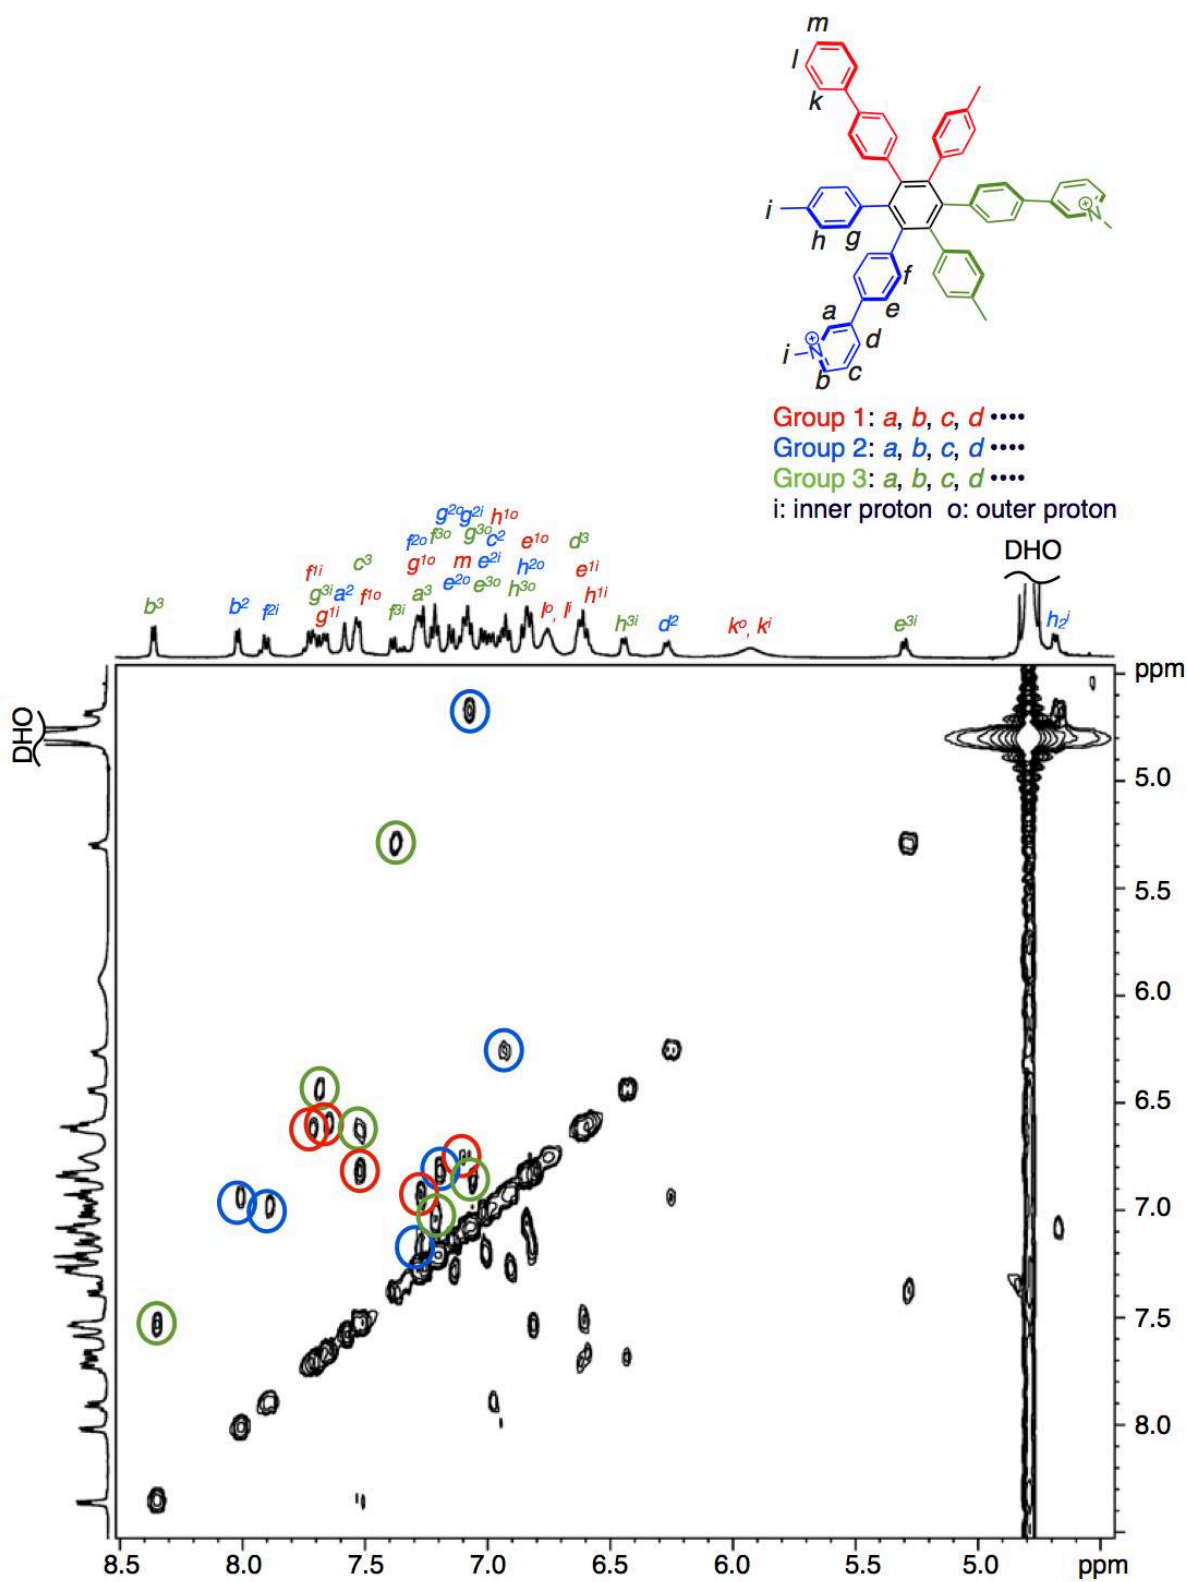 m
l
k
i
h
g
f
e
a
d
i
N
b
c
Group 1: a, b, c, d ••••
Group 2: a, b, c, d ••••
Group 3: a, b, c, d ••••
i: inner proton o: outer proton
g2o g2i h1o
f2o f3o g3o
f1i c3 c2 e1o d3 DHO
g3i a2 g1o m e2i h2o e1i
b3 b2 f2i g1i f1o f3i a3 e2o e3o h3o lo, li h1i h3i d2 ko, ki e3i h2i
DHO
ppm
5.0
5.5
6.0
6.5
7.0
7.5
8.0
8.5 8.0 7.5 7.0 6.5 6.0 5.5 5.0 ppm